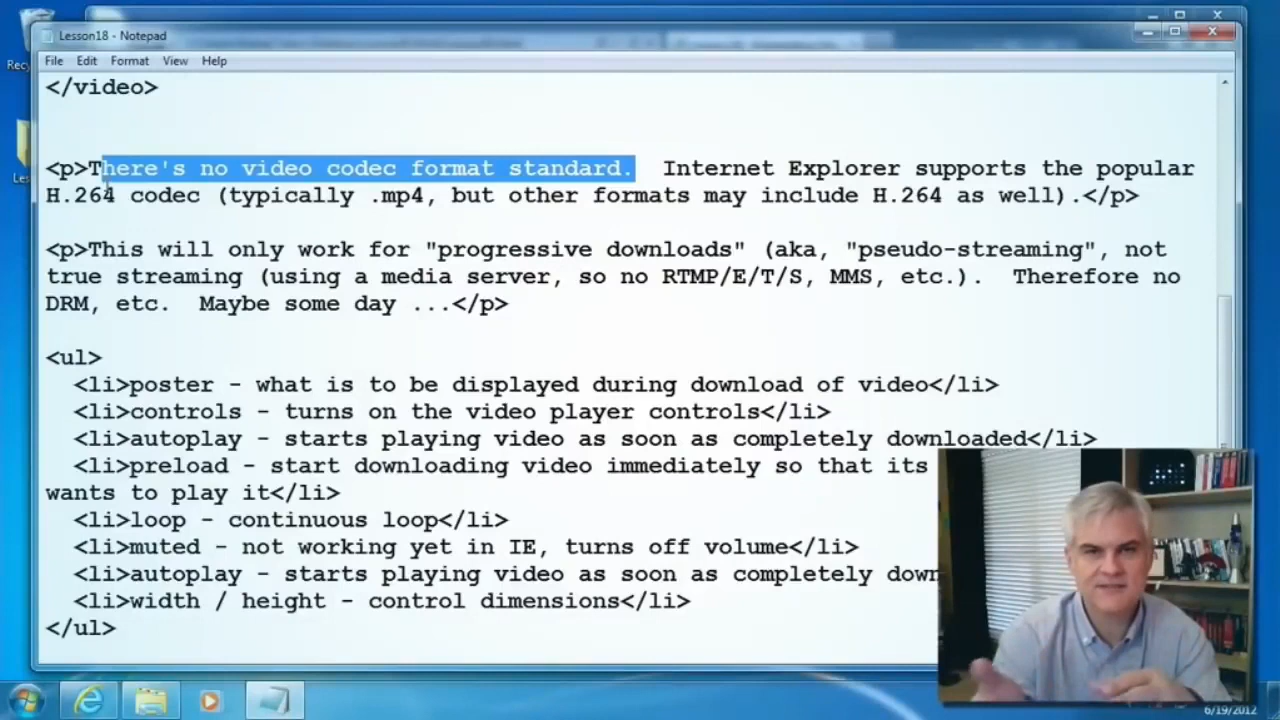 Lesson18 - Notepad
File Edit Format View Help
</video>
<p>There's no video codec format standard.  Internet Explorer supports the popular
H.264 codec (typically .mp4, but other formats may include H.264 as well).</p>
<p>This will only work for "progressive downloads" (aka, "pseudo-streaming", not
true streaming (using a media server, so no RTMP/E/T/S, MMS, etc.).  Therefore no
DRM, etc.  Maybe some day ...</p>
<ul>
<li>poster - what is to be displayed during download of video</li>
<li>controls - turns on the video player controls</li>
<li>autoplay - starts playing video as soon as completely downloaded</li>
<li>preload - start downloading video immediately so that its
wants to play it</li>
<li>loop - continuous loop</li>
<li>muted - not working yet in IE, turns off volume</li>
<li>autoplay - starts playing video as soon as completely down
<li>width / height - control dimensions</li>
</ul>
6/19/2012